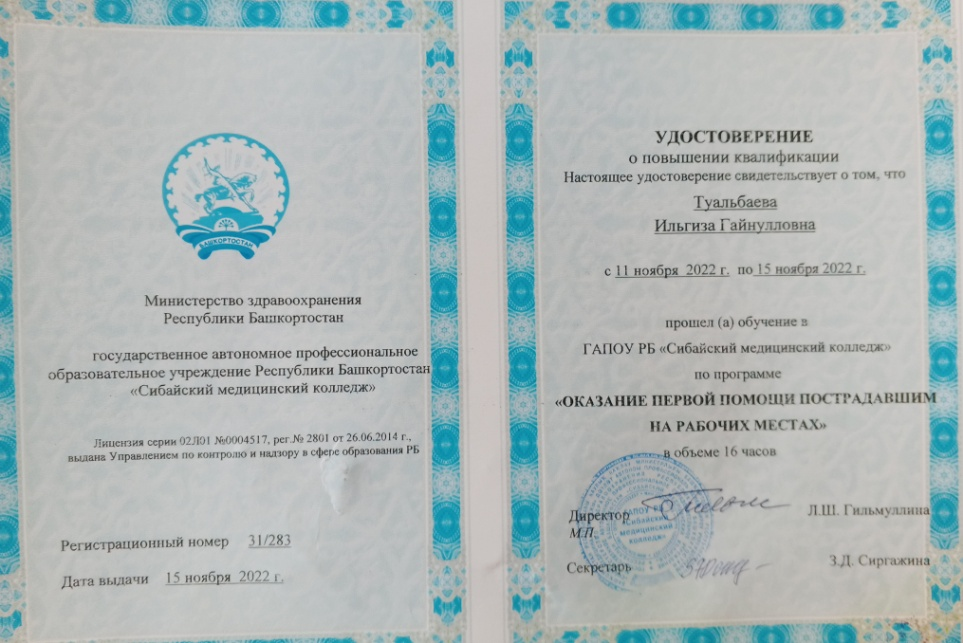 БАШКОРТОСТАН
Министерство здравоохранения
Республики Башкортостан
государственное автономное профессиональное
образовательное учреждение Республики Башкортостан
«Сибайский медицинский колледж»
Лицензия серии 02Л01 №0004517, рег.№ 2801 от 26.06.2014 г.,
выдана Управлением по контролю и надзору в сфере образования РБ
Регистрационный номер 31/283
Дата выдачи 15 ноября 2022 г.
УДОСТОВЕРЕНИЕ
о повышении квалификации
Настоящее удостоверение свидетельствует о том, что
Туальбаева
Ильгиза Гайнулловна
с 11 ноября 2022 г. по 15 ноября 2022 г.
прошел (а) обучение в
ГАПОУ РБ «Сибайский медицинский колледж»
по программе
«ОКАЗАНИЕ ПЕРВОЙ ПОМОЩИ ПОСТРАДАВШИМ
НА РАБОЧИХ МЕСТАХ»
в объеме 16 часов
Директор Л.Ш. Гильмуллина
М.П.
ГАПОУ РБ
«Сибайский
медицинский
колледж»
Секретарь З.Д. Сиргажина